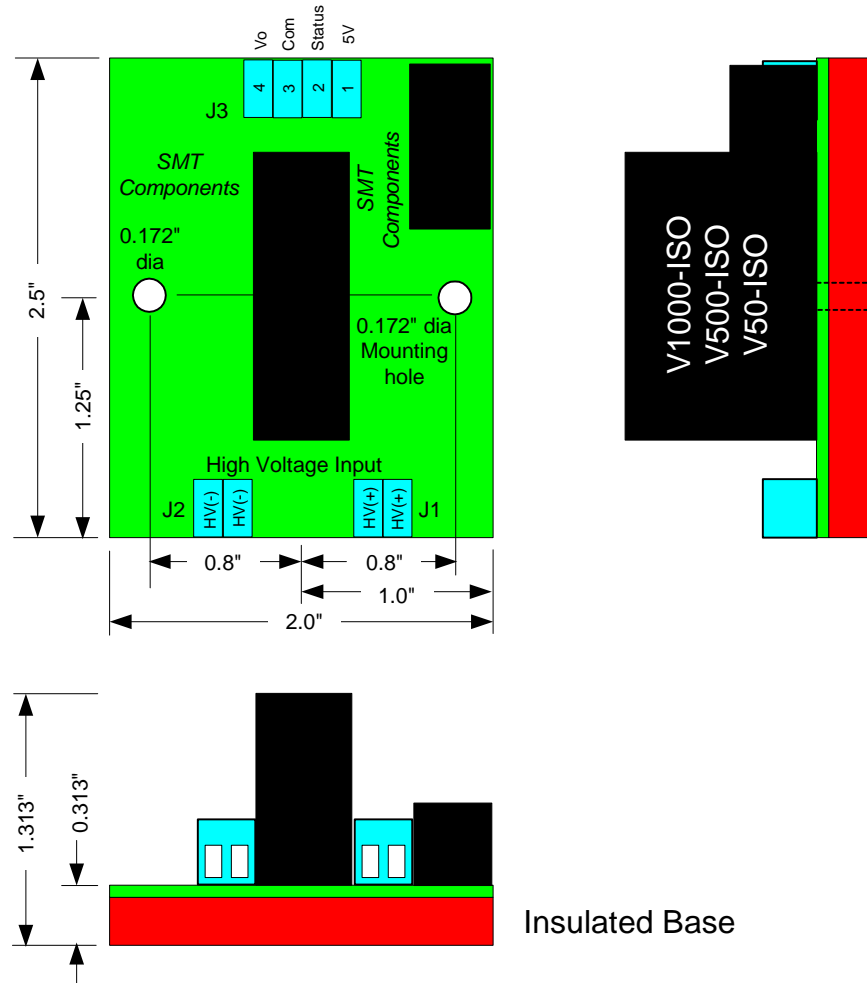 Vo
Com
Status
5V
4
3
2
1
J3
SMT
Components
SMT
Components
0.172"
dia
0.172" dia
Mounting
hole
2.5"
1.25"
High Voltage Input
J2
HV(-)
HV(-)
HV(+)
HV(+)
J1
0.8"
0.8"
1.0"
2.0"
V1000-ISO
V500-ISO
V50-ISO
1.313"
0.313"
Insulated Base